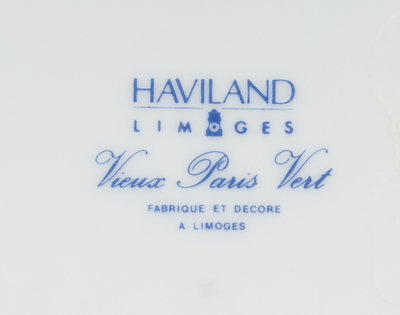 HAVILAND
LIMOGES
Vieux Paris Vert
FABRIQUE ET DECORE
A LIMOGES